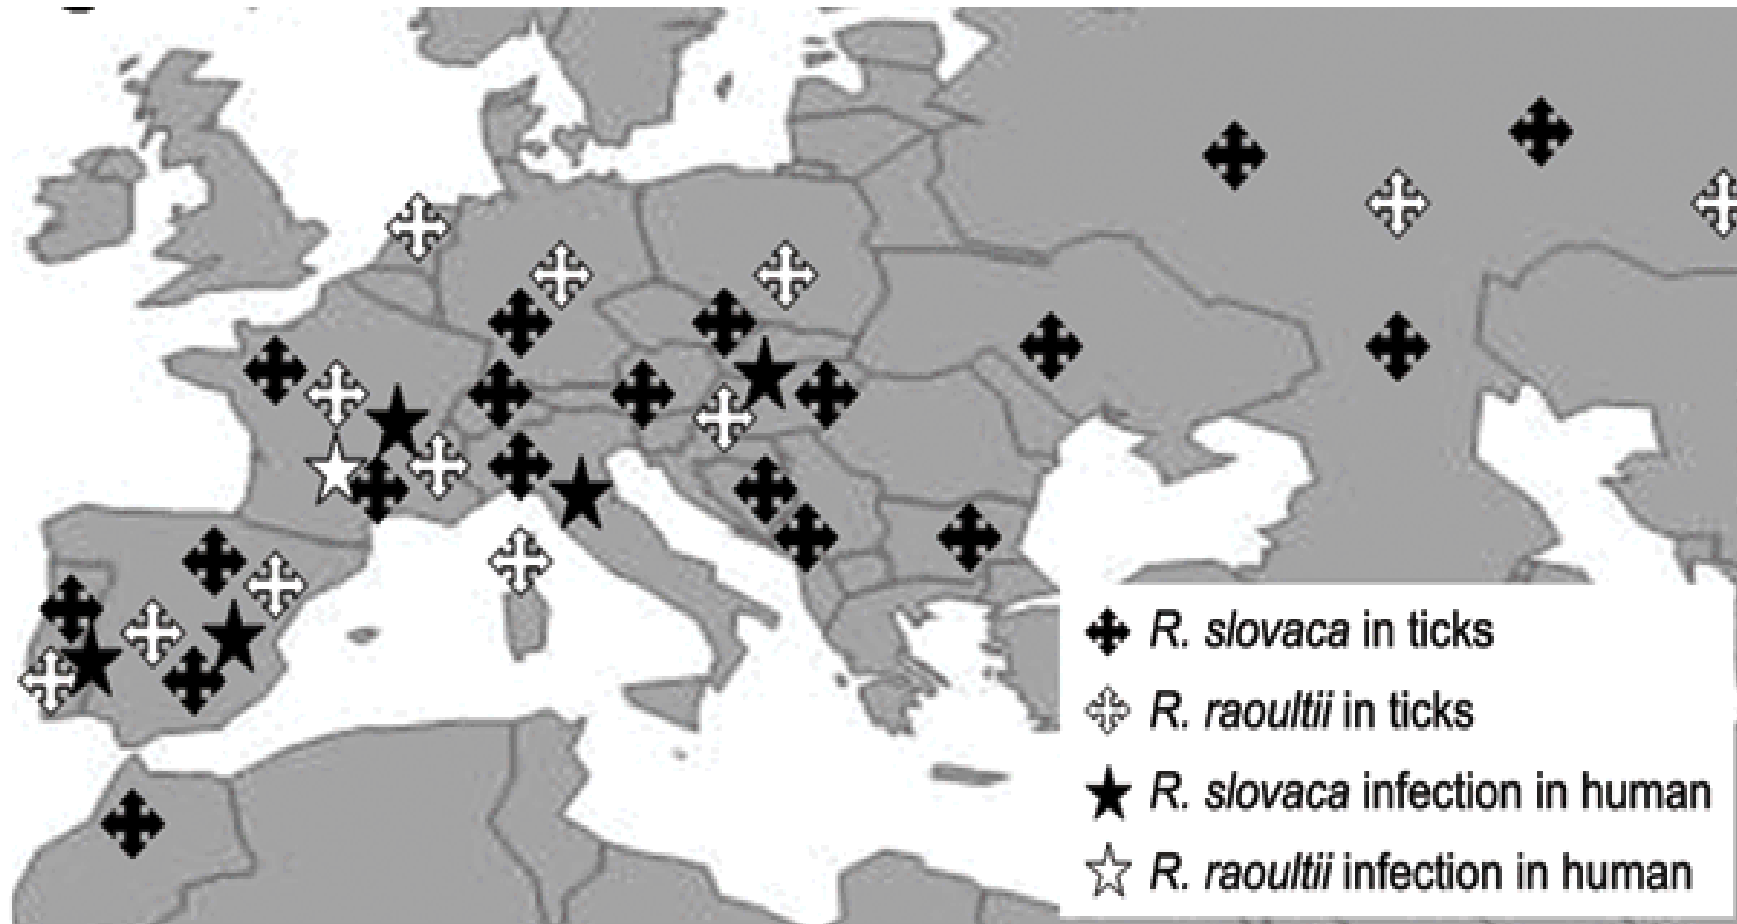 R. slovaca in ticks
R. raoultii in ticks
R. slovaca infection in human
R. raoultii infection in human